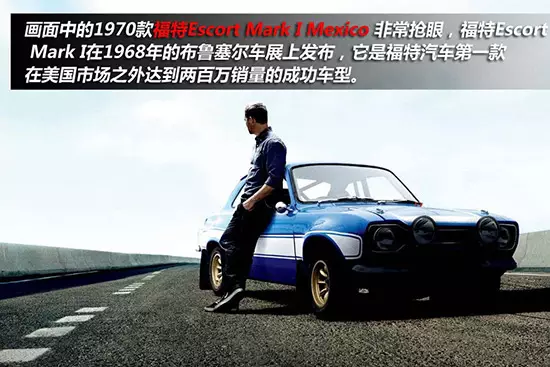 画面中的1970款福特Escort Mark I Mexico 非常抢眼，福特Escort
Mark I在1968年的布鲁塞尔车展上发布，它是福特汽车第一款
在美国市场之外达到两百万销量的成功车型。